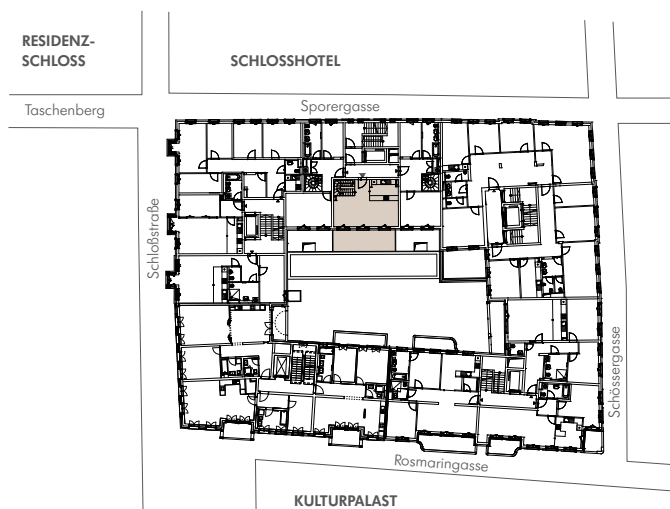 RESIDENZ-
SCHLOSS
SCHLOSSHOTEL
Taschenberg
Sporergasse
Schloßstraße
Schössergasse
Rosmaringasse
KULTURPALAST